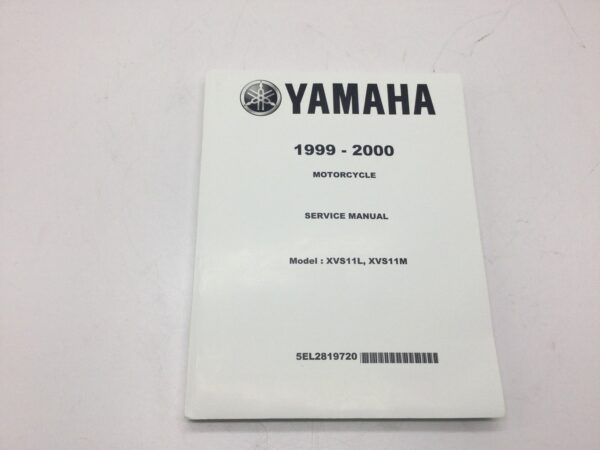 YAMAHA
1999 - 2000
MOTORCYCLE
SERVICE MANUAL
Model : XVS11L, XVS11M
5EL2819720